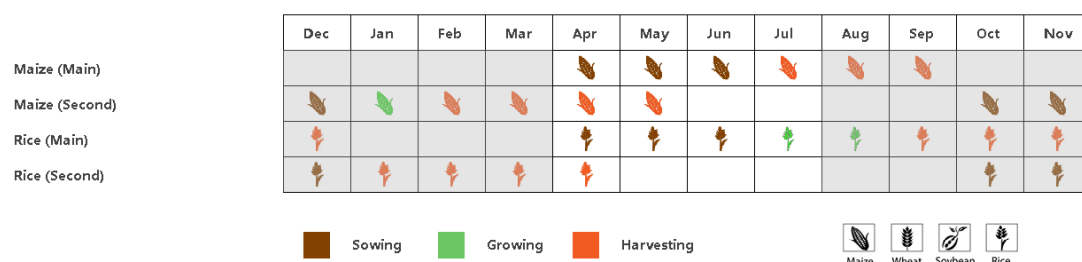 Dec Jan Feb Mar Apr May Jun Jul Aug Sep Oct Nov
Maize (Main)
Maize (Second)
Rice (Main)
Rice (Second)
Sowing Growing Harvesting
Maize Wheat Soybean Rice